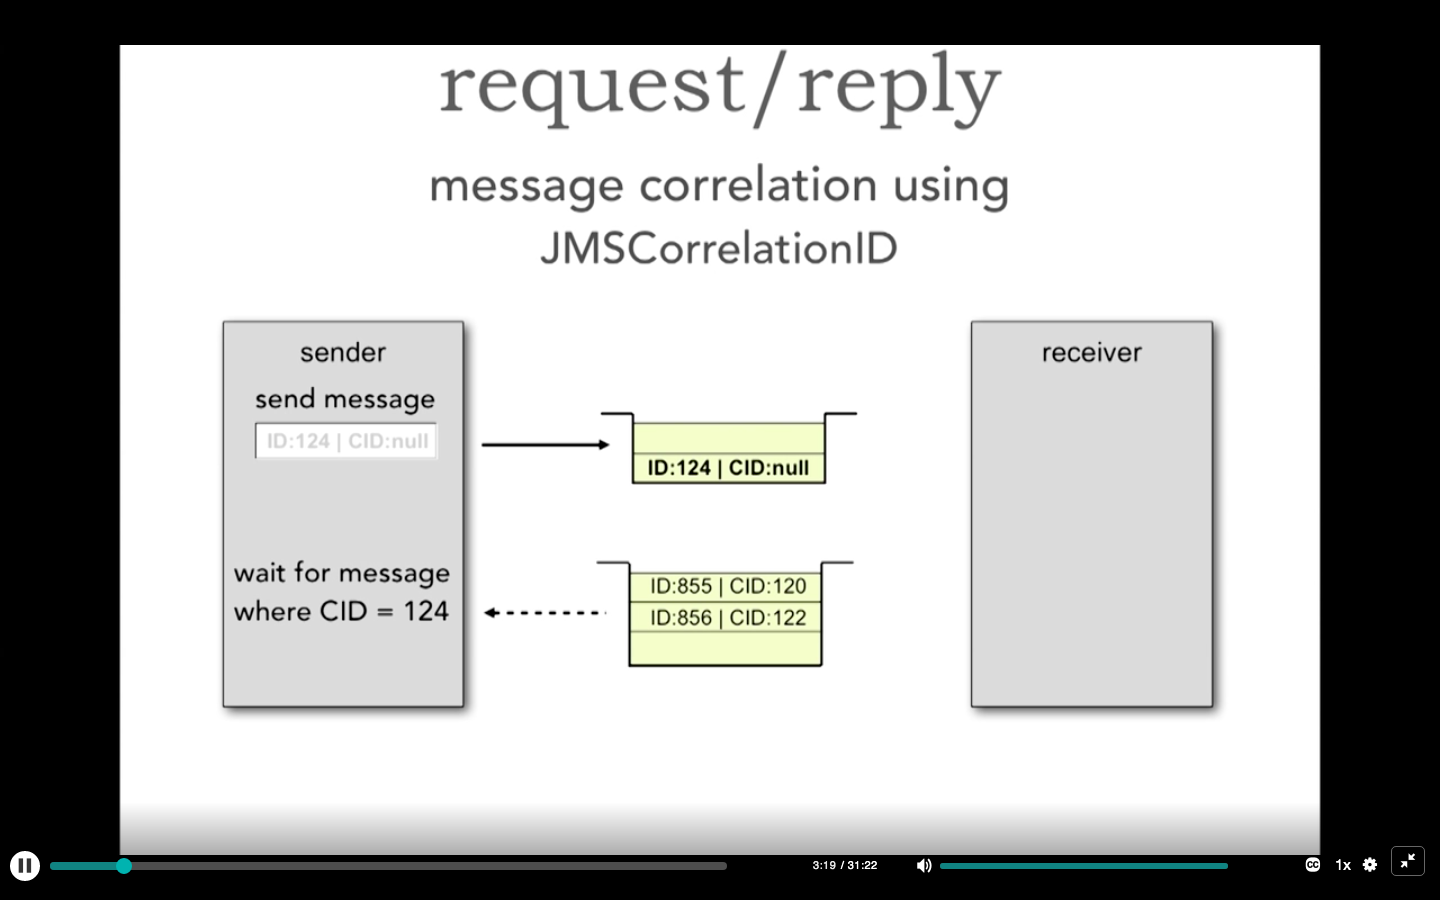 request/reply
message correlation using
JMSCorrelationID
sender
send message
ID:124 | CID:null
wait for message
where CID = 124
ID:124 | CID:null
ID:855 | CID:120
ID:856 | CID:122
receiver
3:19 / 31:22
CC
1x